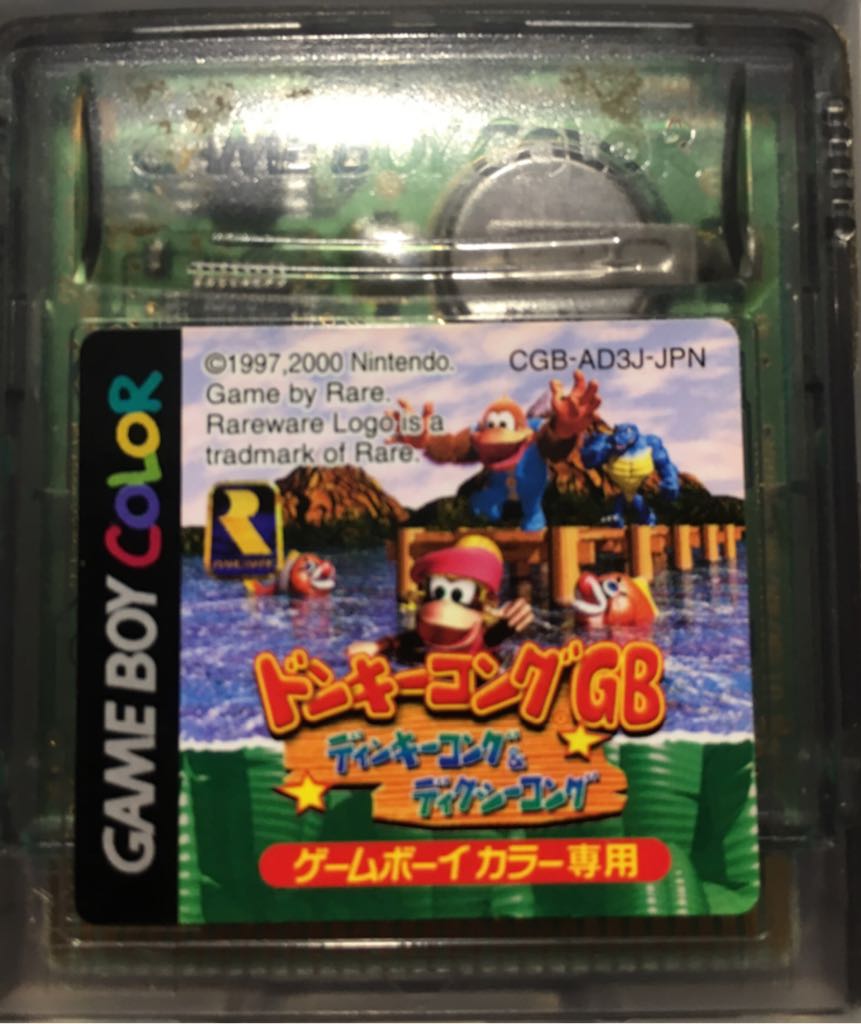 GAME BOY COLOR
©1997,2000 Nintendo.
CGB-AD3J-JPN
Game by Rare.
Rareware Logo is a
tradmark of Rare.
R
RAREWARE
GAME BOY COLOR
ドンキーコングGB
ディンキーコング&
ディクシーコング
ゲームボーイカラー専用